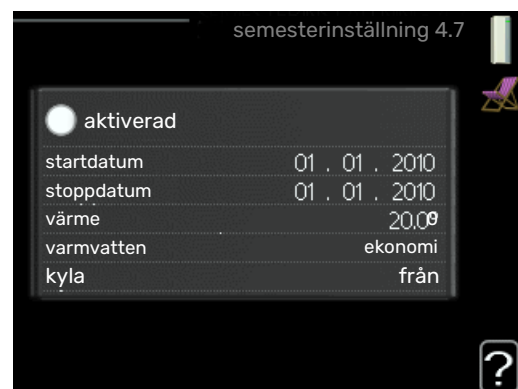 semesterinställning 4.7
aktiverad
startdatum 01 . 01 . 2010
stoppdatum 01 . 01 . 2010
värme 20.0°
varmvatten ekonomi
kyla från
?